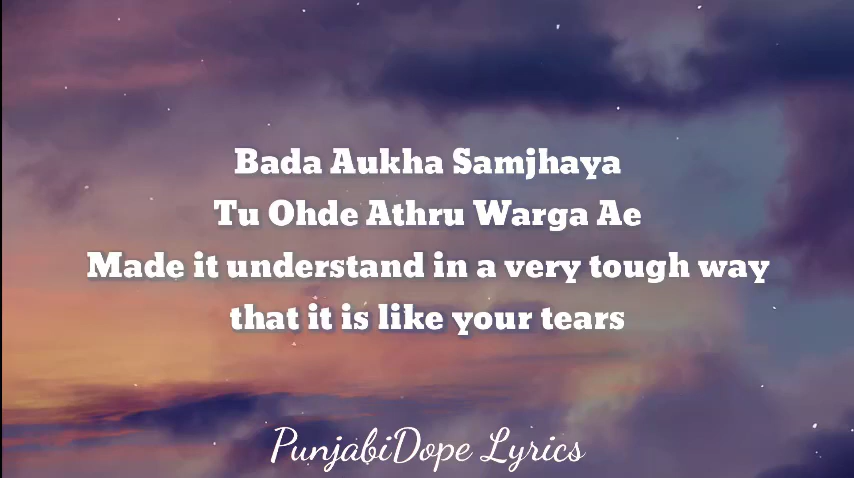 Bada Aukha Samjhaya
Tu Ohde Athru Warga Ae
Made it understand in a very tough way
that it is like your tears
PunjabiDope Lyrics